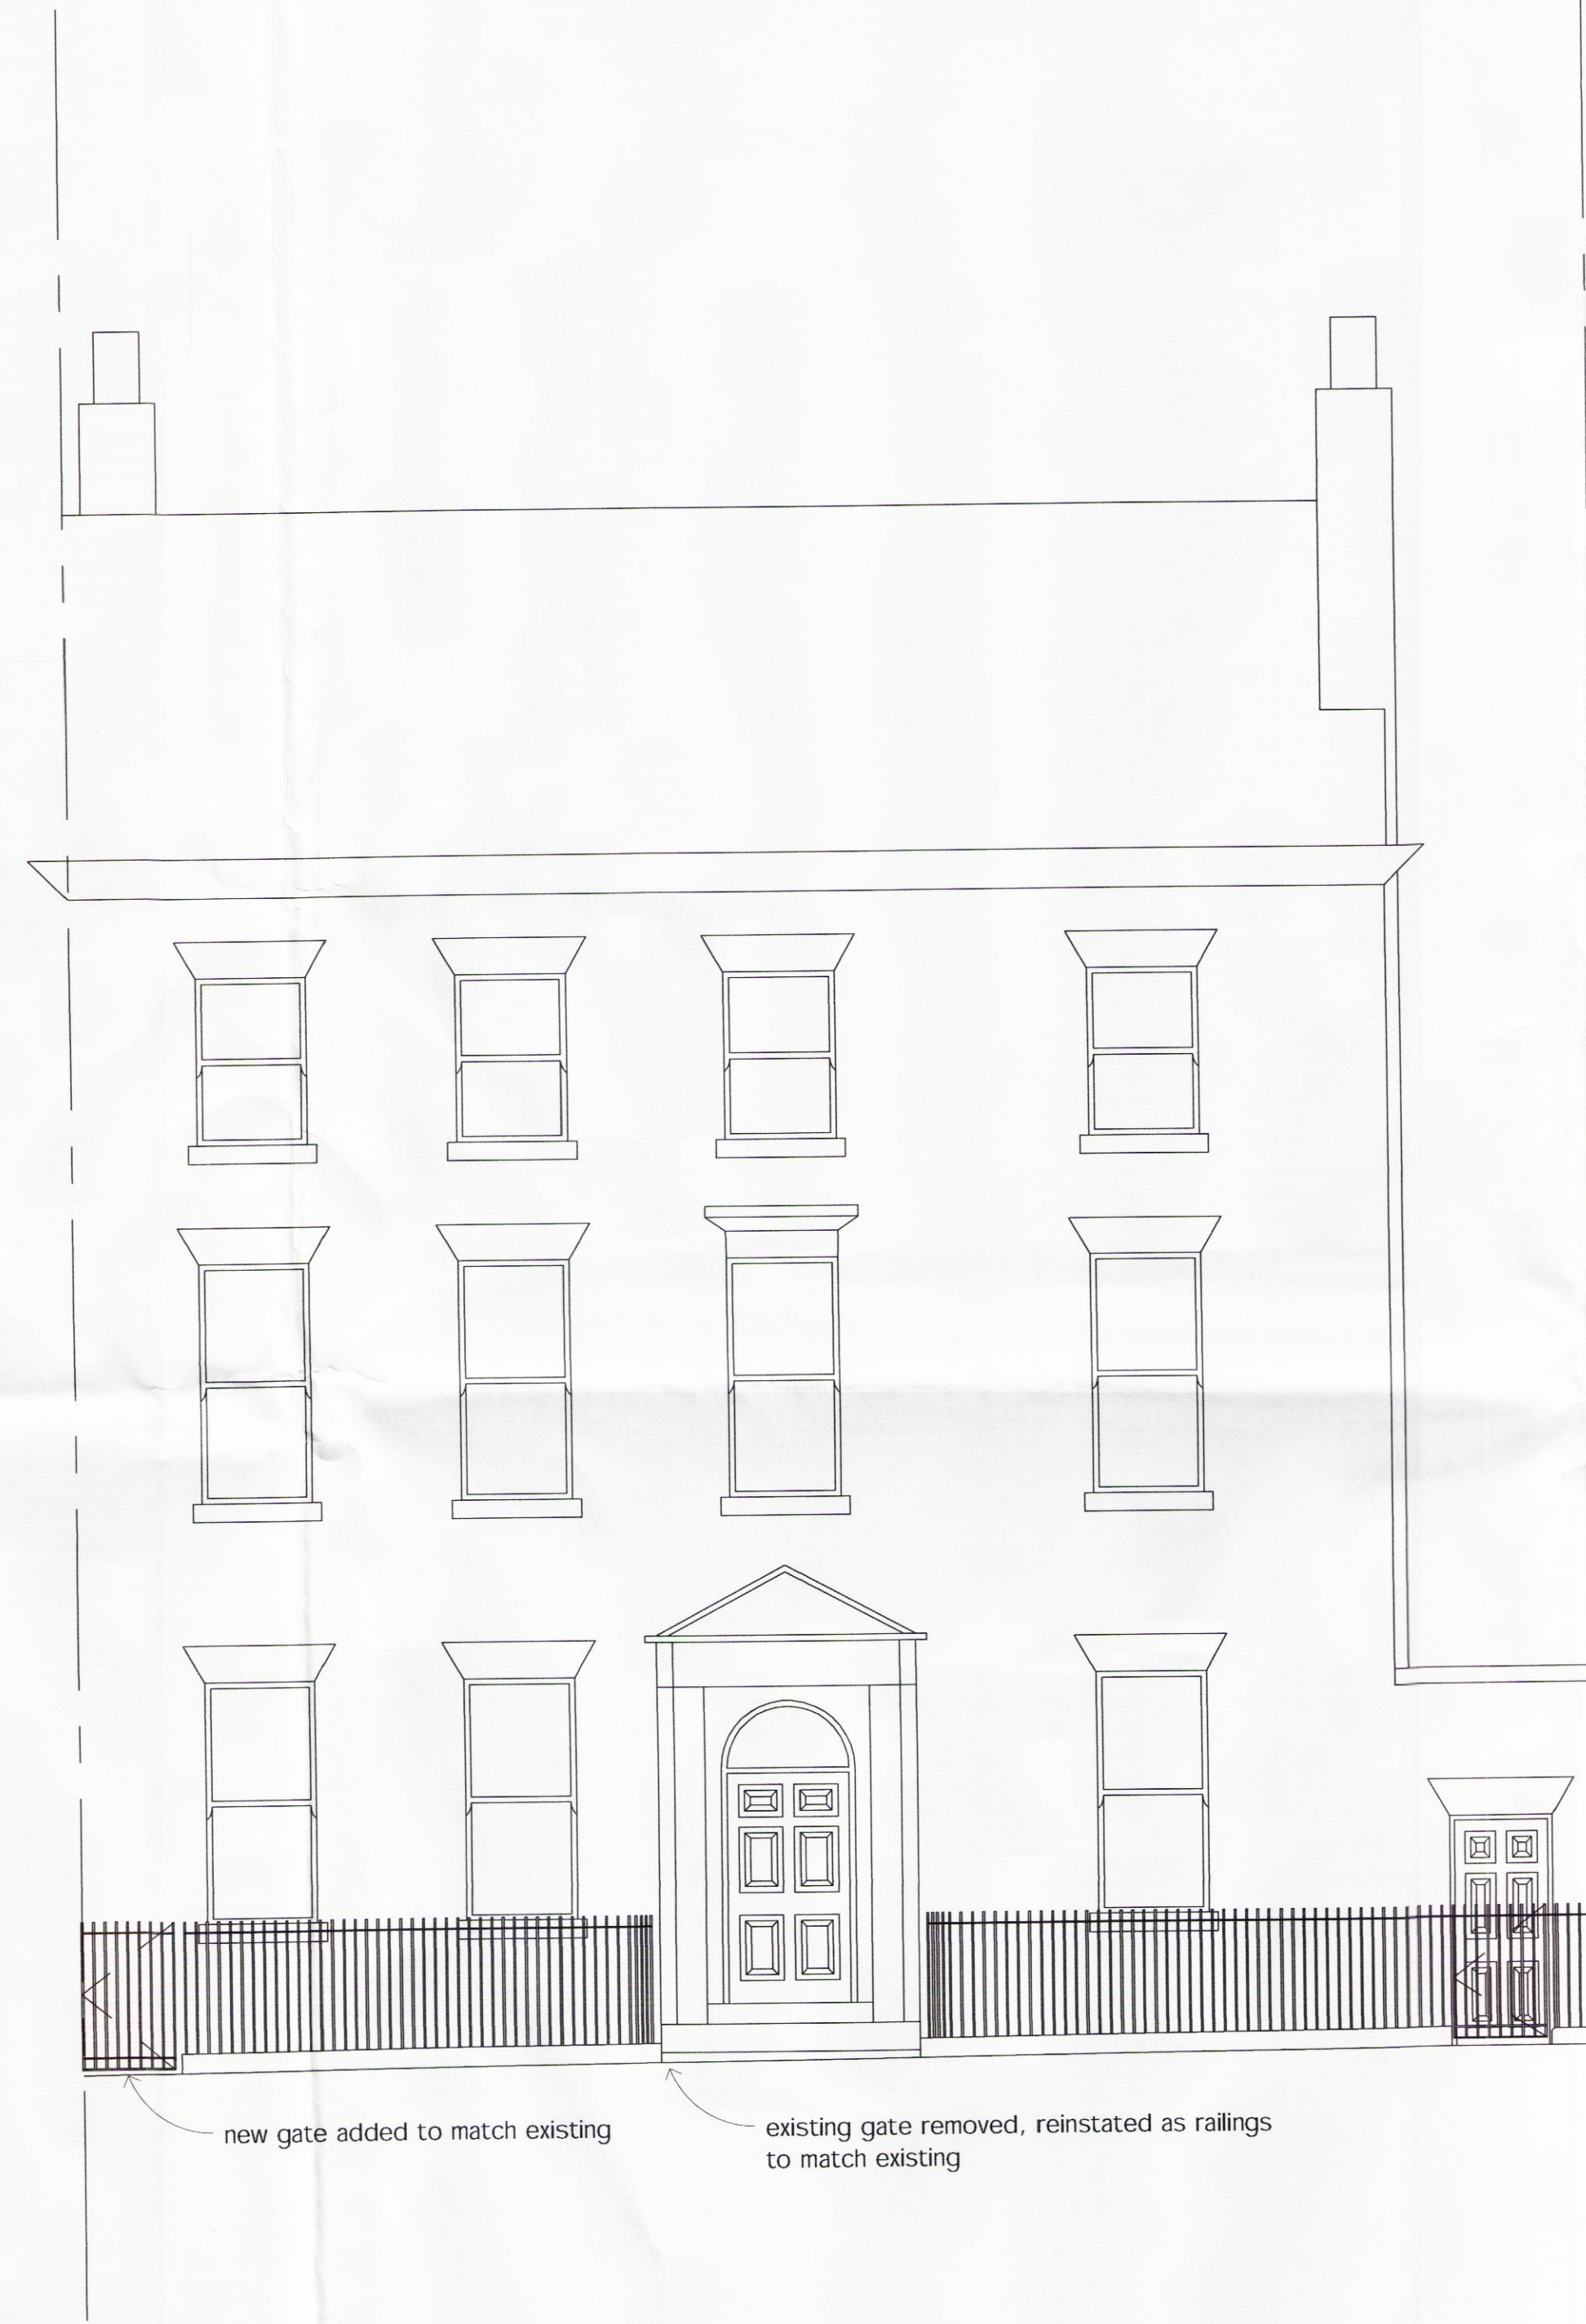 new gate added to match existing
existing gate removed, reinstated as railings
to match existing